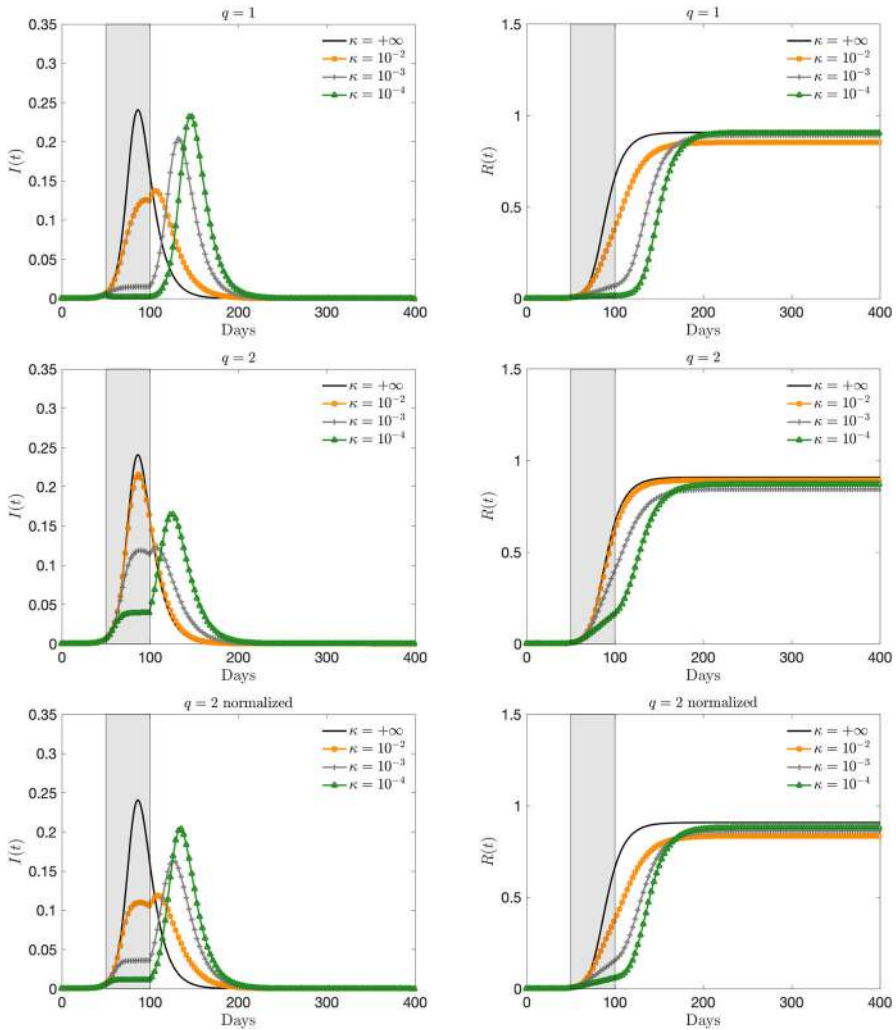 q = 1
κ = +∞
κ = 10⁻²
κ = 10⁻³
κ = 10⁻⁴
I(t)
0.35
0.3
0.25
0.2
0.15
0.1
0.05
0
0 100 200 300 400
Days
q = 1
κ = +∞
κ = 10⁻²
κ = 10⁻³
κ = 10⁻⁴
R(t)
1.5
1
0.5
0
0 100 200 300 400
Days
q = 2
κ = +∞
κ = 10⁻²
κ = 10⁻³
κ = 10⁻⁴
I(t)
0.35
0.3
0.25
0.2
0.15
0.1
0.05
0
0 100 200 300 400
Days
q = 2
κ = +∞
κ = 10⁻²
κ = 10⁻³
κ = 10⁻⁴
R(t)
1.5
1
0.5
0
0 100 200 300 400
Days
q = 2 normalized
κ = +∞
κ = 10⁻²
κ = 10⁻³
κ = 10⁻⁴
I(t)
0.35
0.3
0.25
0.2
0.15
0.1
0.05
0
0 100 200 300 400
Days
q = 2 normalized
κ = +∞
κ = 10⁻²
κ = 10⁻³
κ = 10⁻⁴
R(t)
1.5
1
0.5
0
0 100 200 300 400
Days